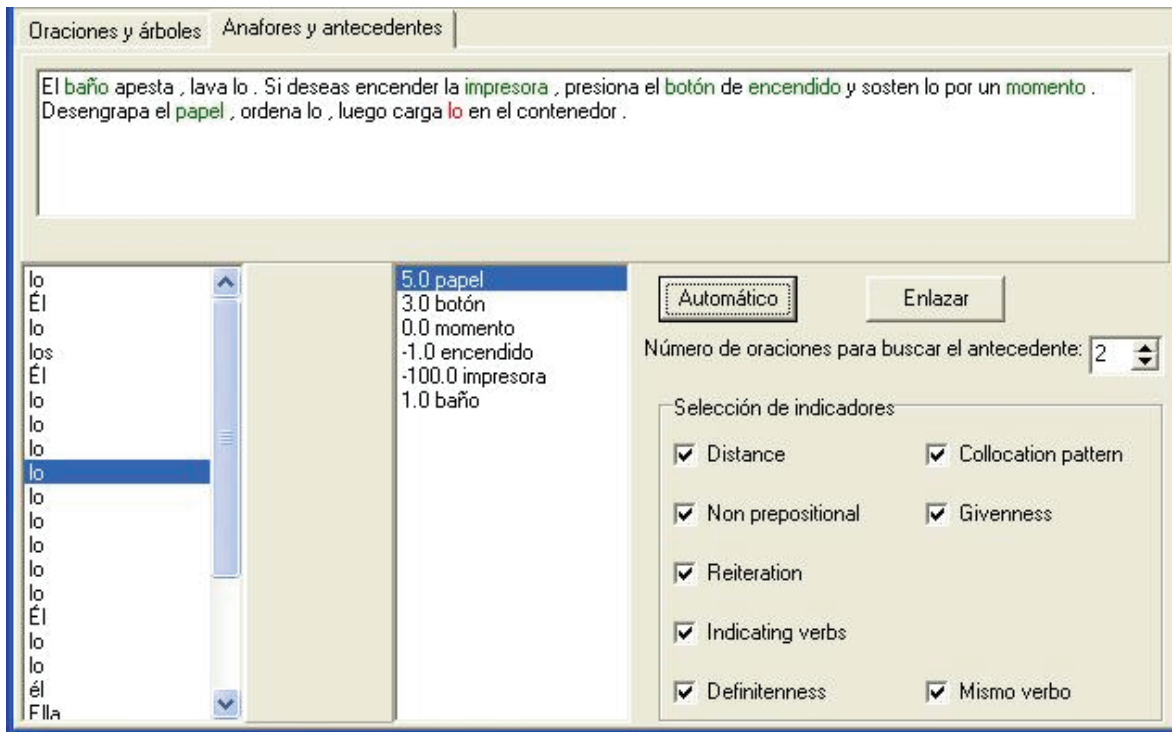 Oraciones y árboles
Anafores y antecedentes
El baño apesta , lava lo . Si deseas encender la impresora , presiona el botón de encendido y sosten lo por un momento .
Desengrapa el papel , ordena lo , luego carga lo en el contenedor .
lo
Él
lo
los
Él
lo
lo
lo
lo
lo
lo
lo
lo
lo
Él
lo
lo
él
Ella
5.0 papel
3.0 botón
0.0 momento
-1.0 encendido
-100.0 impresora
1.0 baño
Automático
Enlazar
Número de oraciones para buscar el antecedente: 2
Selección de indicadores
Distance
Collocation pattern
Non prepositional
Givenness
Reiteration
Indicating verbs
Definitenness
Mismo verbo